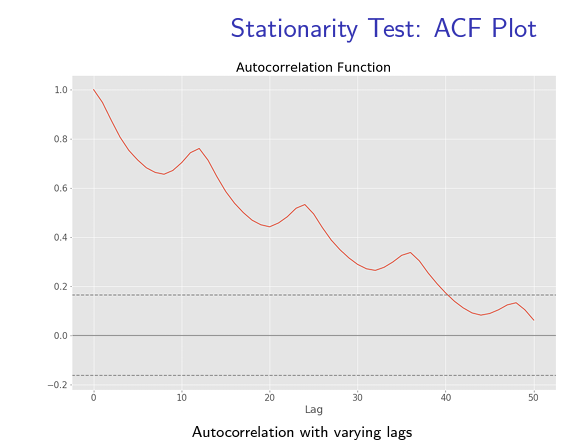 Stationarity Test: ACF Plot
Autocorrelation Function
1.0
0.8
0.6
0.4
0.2
0.0
−0.2
0 10 20 30 40 50
Lag
Autocorrelation with varying lags